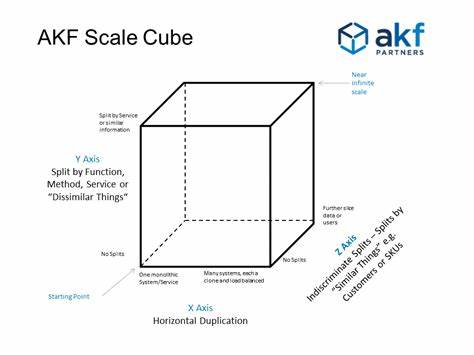 AKF Scale Cube
akf
PARTNERS
Near
infinite
scale
Split by Service
or similar
information
Y Axis
Split by Function,
Method, Service or
“Dissimilar Things”
Further slice
data or
users
No Splits
No Splits
One monolithic
System/Service
Many systems, each a
clone and load balanced
Starting Point
X Axis
Horizontal Duplication
Z Axis
Indiscriminate Splits – Splits by
“Similar Things” e.g.
Customers or SKUs